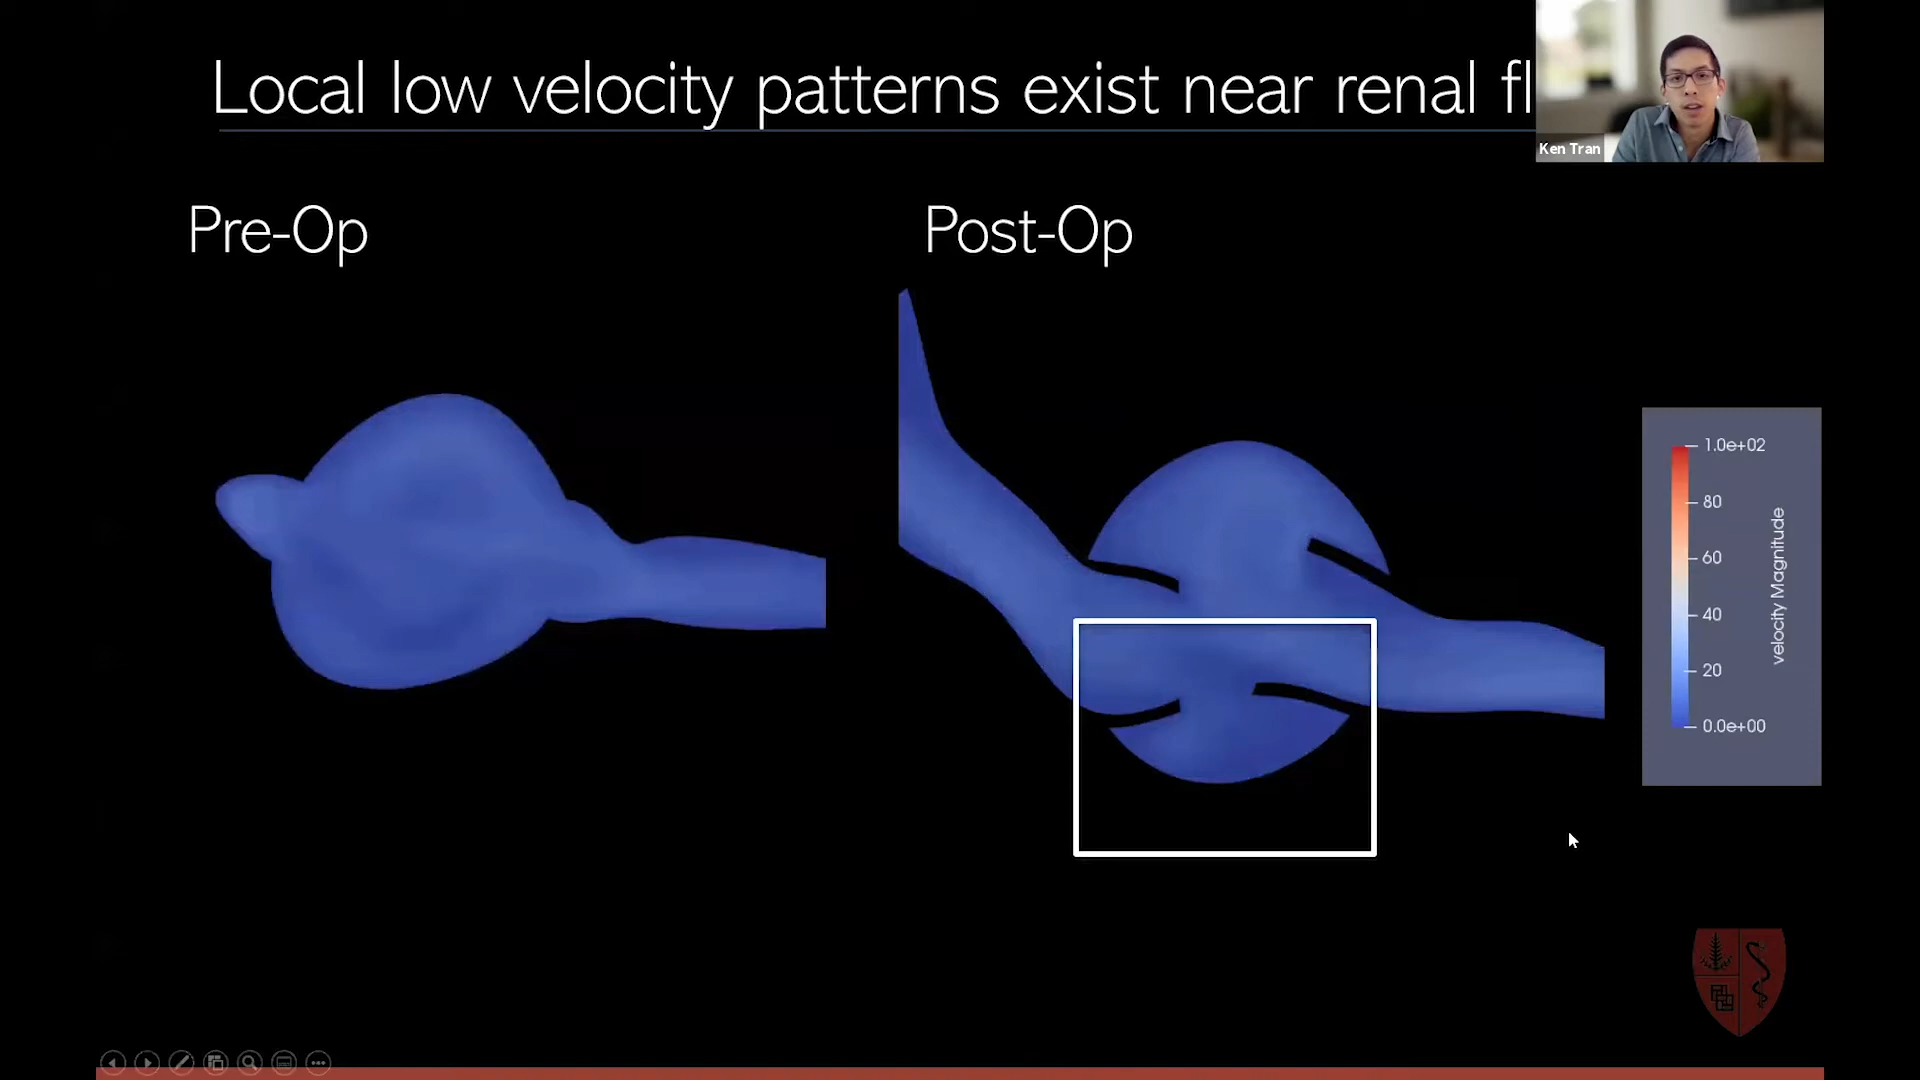 Local low velocity patterns exist near renal fl
Ken Tran
Pre-Op
Post-Op
1.0e+02
80
60
40
20
0.0e+00
velocity Magnitude